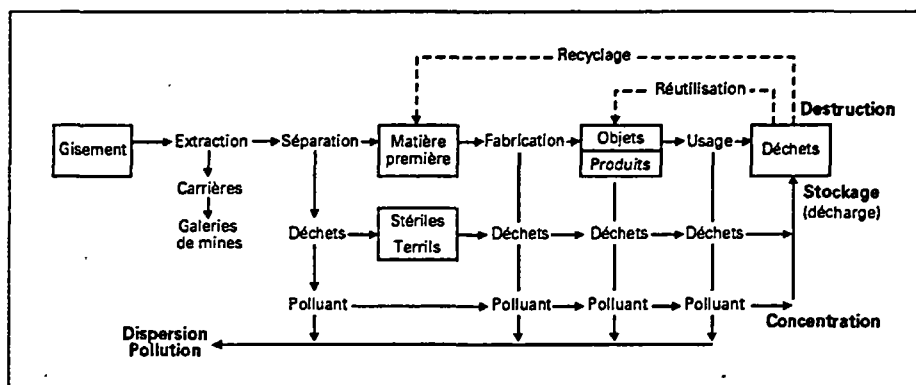 Recyclage
Réutilisation
Destruction
Gisement
Extraction
Séparation
Matière
première
Fabrication
Objets
Produits
Usage
Déchets
Carrières
Galeries
de mines
Stockage
(décharge)
Déchets
Stériles
Terrils
Déchets
Déchets
Déchets
Polluant
Polluant
Polluant
Polluant
Concentration
Dispersion
Pollution